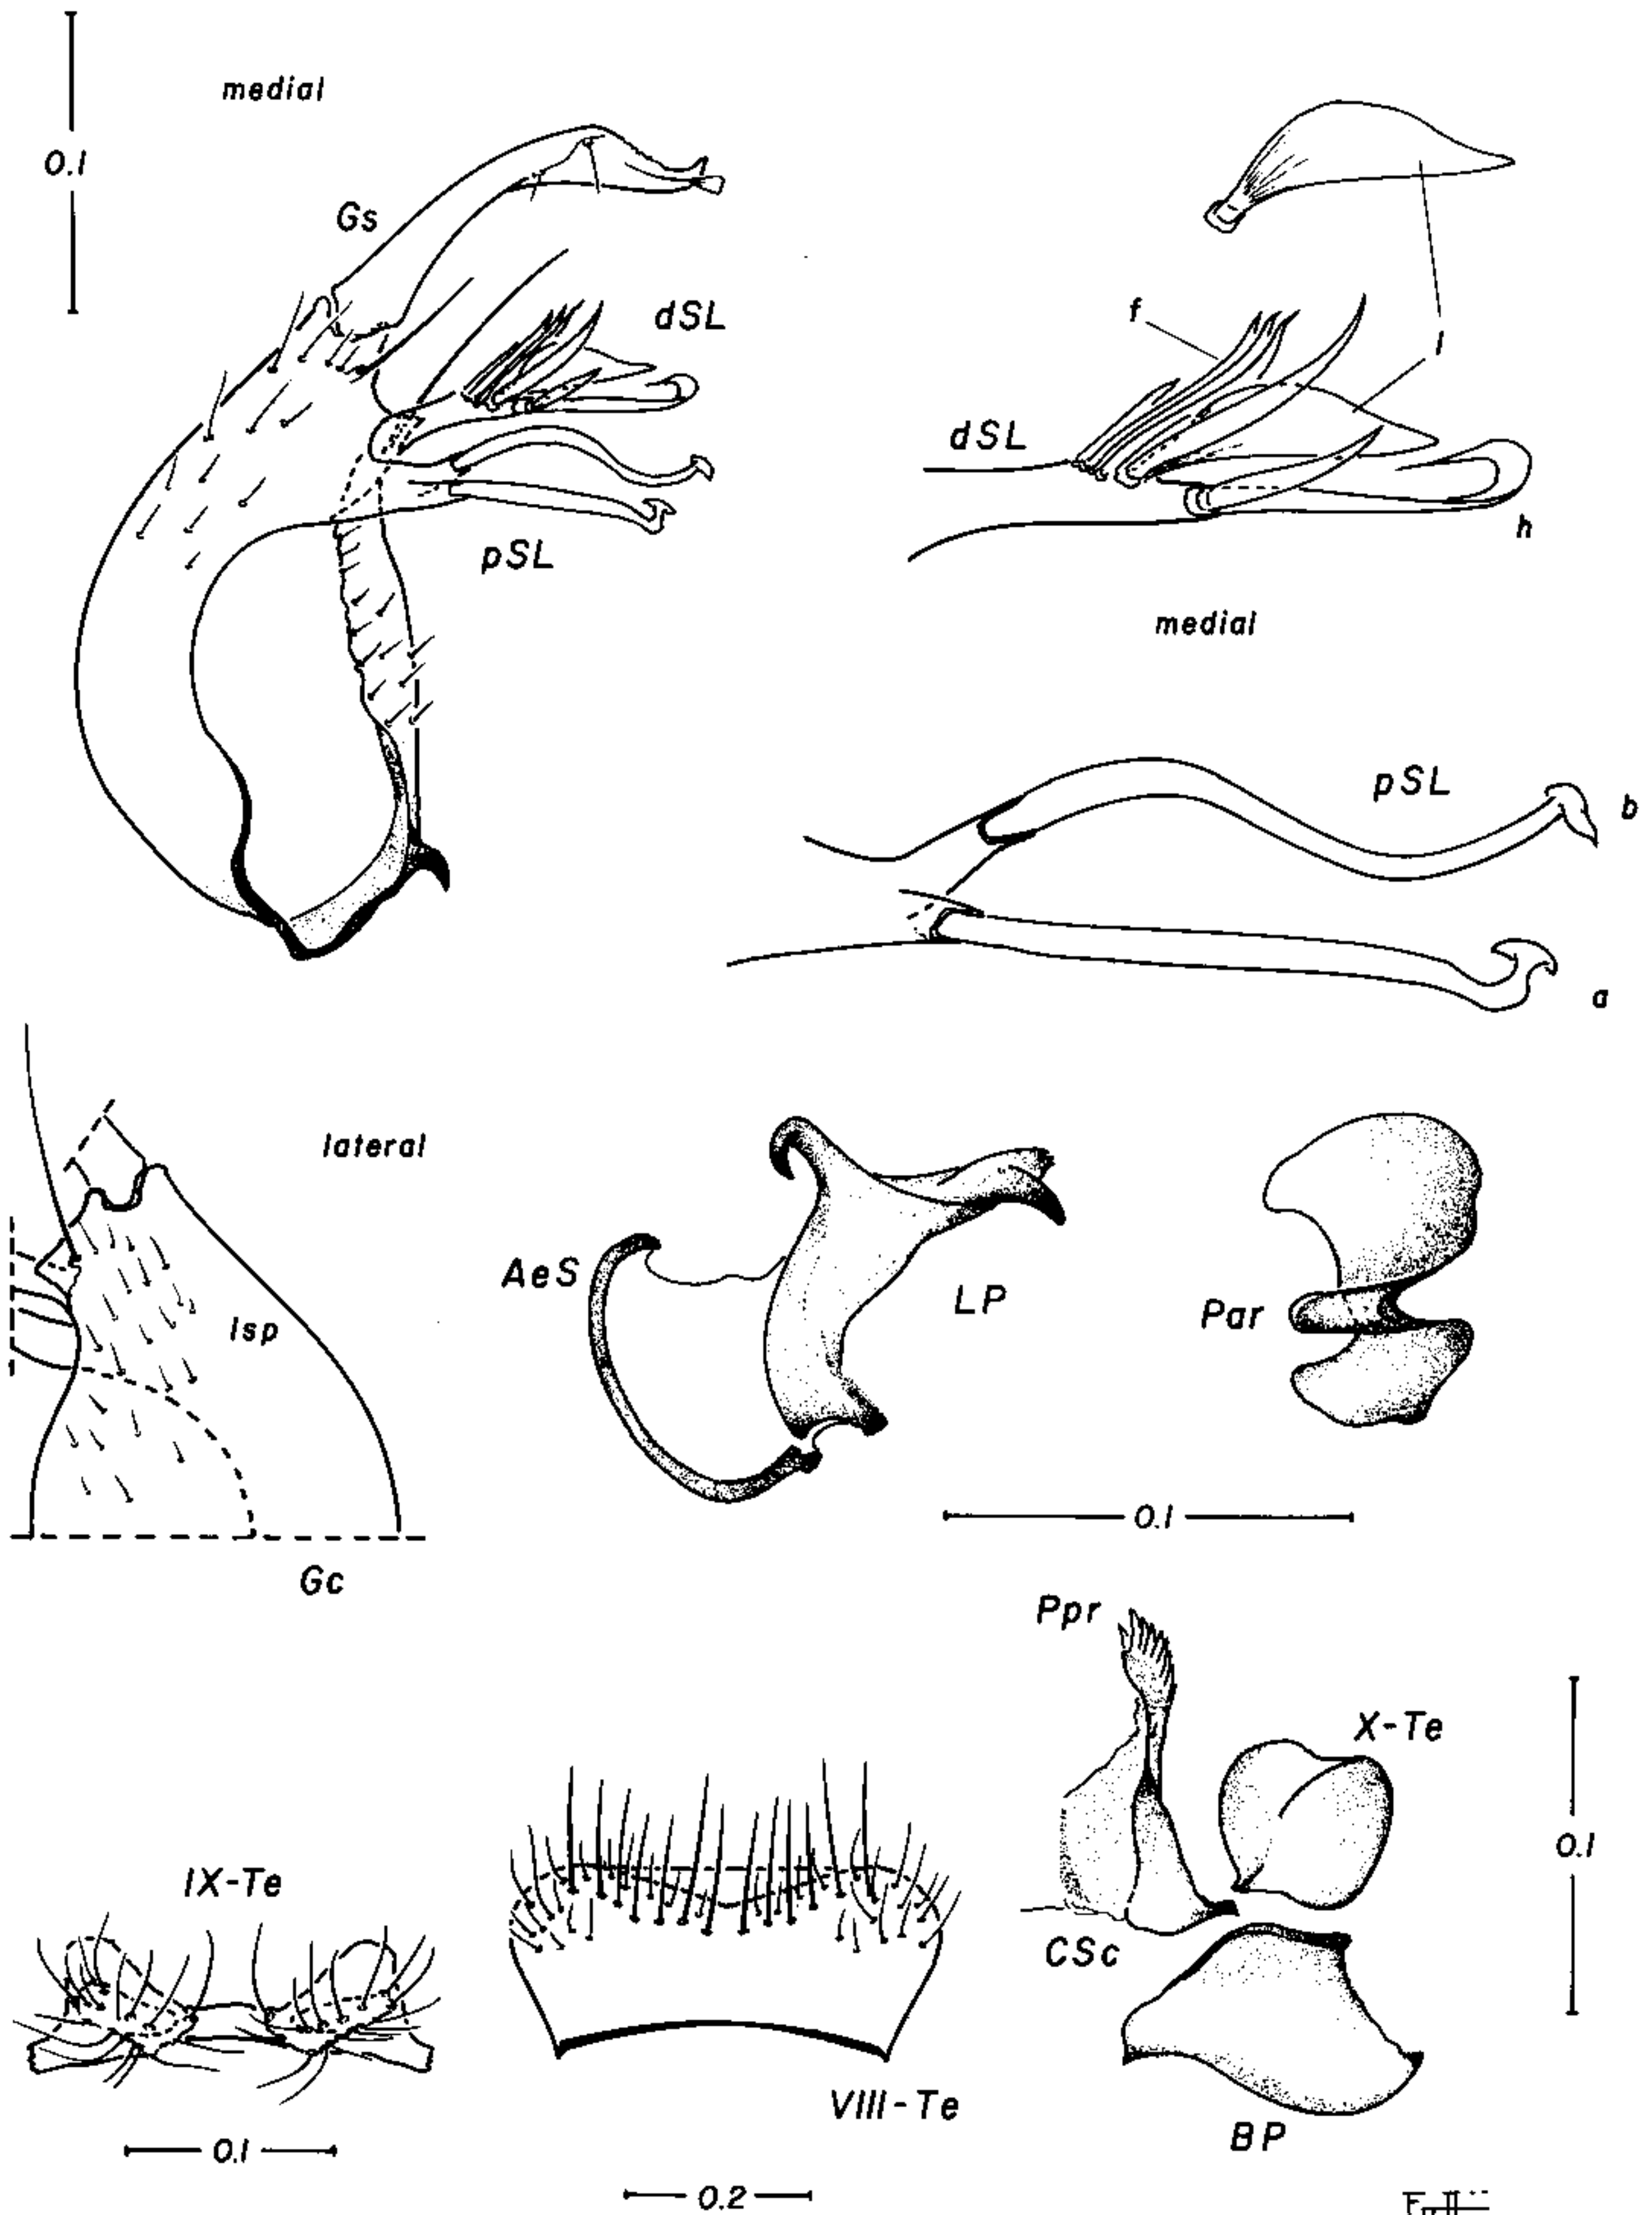 medial
0.1
Gs
dSL
f
l
dSL
h
pSL
medial
pSL
b
a
lateral
lsp
AeS
LP
Par
0.1
Gc
Ppr
X-Te
0.1
IX-Te
CSc
VIII-Te
BP
0.1
0.2